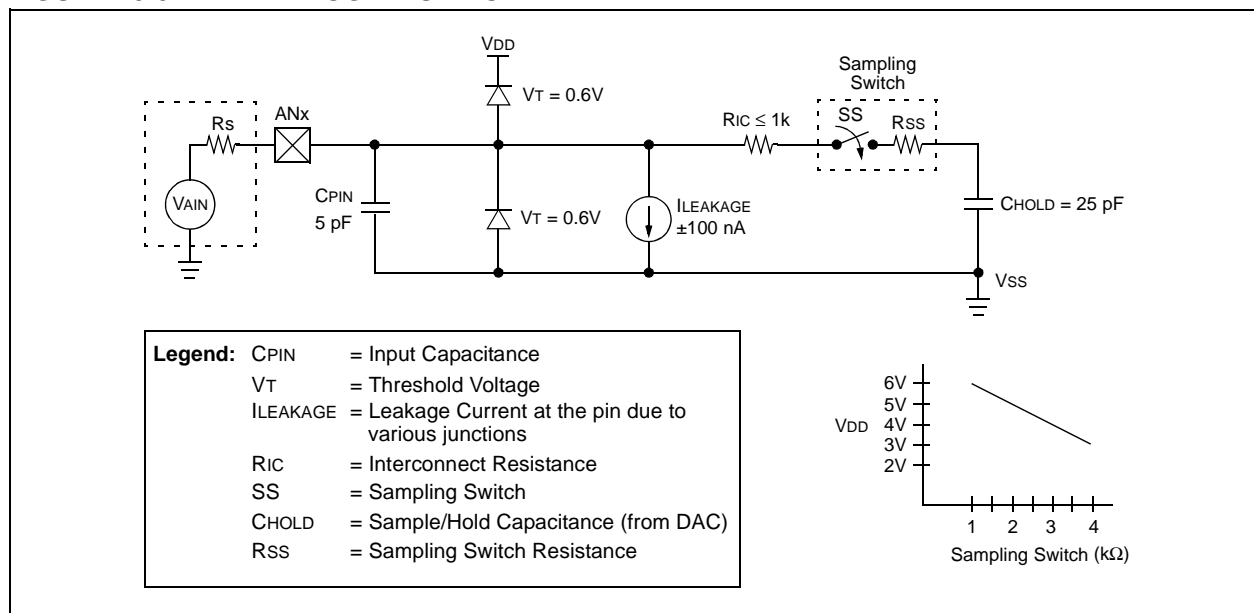 VDD
Sampling
Switch
VT = 0.6V
ANx
RS
RIC ≤ 1k
SS
RSS
VAIN
CPIN
5 pF
VT = 0.6V
ILEAKAGE
±100 nA
CHOLD = 25 pF
VSS
Legend: CPIN = Input Capacitance
VT = Threshold Voltage
ILEAKAGE = Leakage Current at the pin due to
various junctions
RIC = Interconnect Resistance
SS = Sampling Switch
CHOLD = Sample/Hold Capacitance (from DAC)
RSS = Sampling Switch Resistance
6V
5V
VDD 4V
3V
2V
1 2 3 4
Sampling Switch (kΩ)